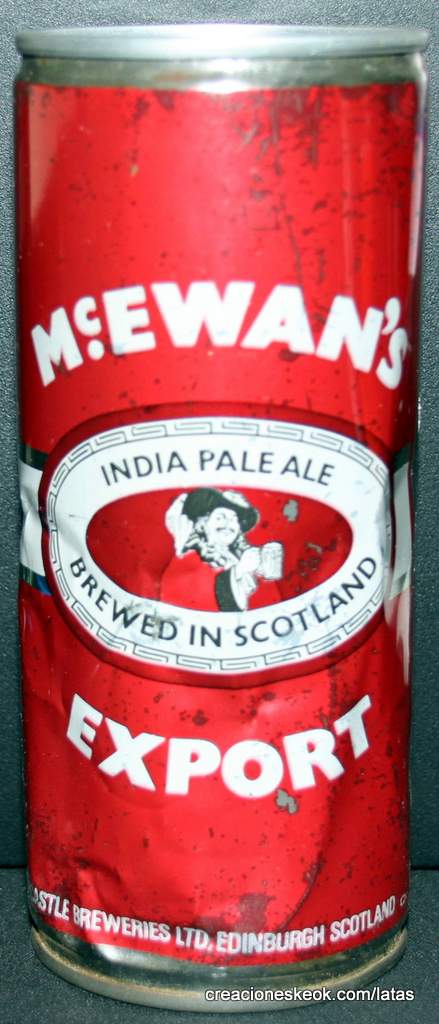 McEWAN'S
INDIA PALE ALE
BREWED IN SCOTLAND
EXPORT
BREWERIES LTD, EDINBURGH SCOTLAND
creacioneskeok.com/latas